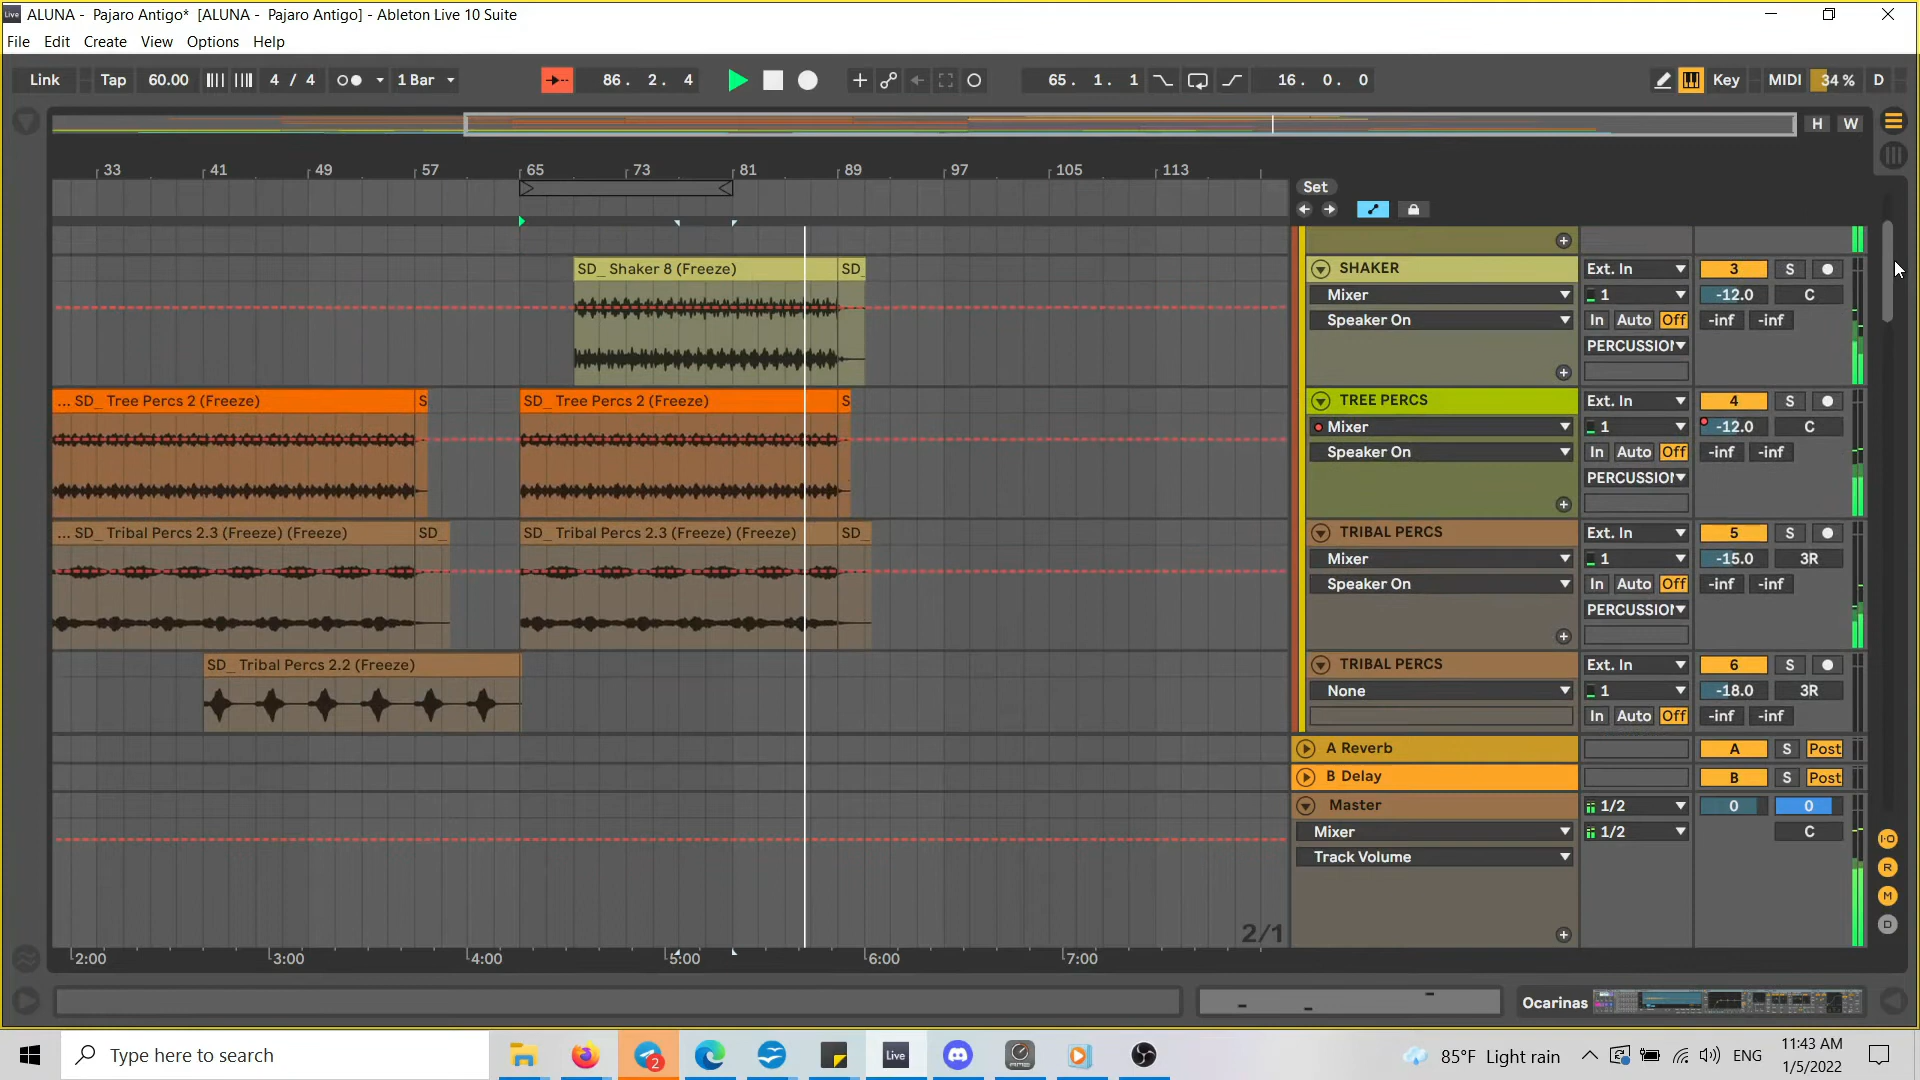 Live ALUNA - Pajaro Antigo* [ALUNA - Pajaro Antigo] - Ableton Live 10 Suite
File Edit Create View Options Help
Link Tap 60.00 4 / 4 1 Bar 86. 2. 4 65. 1. 1 16. 0. 0 Key MIDI 34 % D
H W
33 41 49 57 65 73 81 89 97 105 113
Set
SD_ Shaker 8 (Freeze) SD_ SHAKER Ext. In 3 S
Mixer 1 -12.0 C
Speaker On In Auto Off -inf -inf
PERCUSSION
... SD_ Tree Percs 2 (Freeze) S SD_ Tree Percs 2 (Freeze) S TREE PERCS Ext. In 4 S
Mixer 1 -12.0 C
Speaker On In Auto Off -inf -inf
PERCUSSION
... SD_ Tribal Percs 2.3 (Freeze) (Freeze) SD_ SD_ Tribal Percs 2.3 (Freeze) (Freeze) SD_ TRIBAL PERCS Ext. In 5 S
Mixer 1 -15.0 3R
Speaker On In Auto Off -inf -inf
PERCUSSION
SD_ Tribal Percs 2.2 (Freeze) TRIBAL PERCS Ext. In 6 S
None 1 -18.0 3R
In Auto Off -inf -inf
A Reverb A S Post
B Delay B S Post
Master 1/2 0 0
Mixer 1/2 C
Track Volume
I·O
R
M
D
2/1
2:00 3:00 4:00 5:00 6:00 7:00
Ocarinas
Type here to search 2 Live 85°F Light rain ENG 11:43 AM
1/5/2022